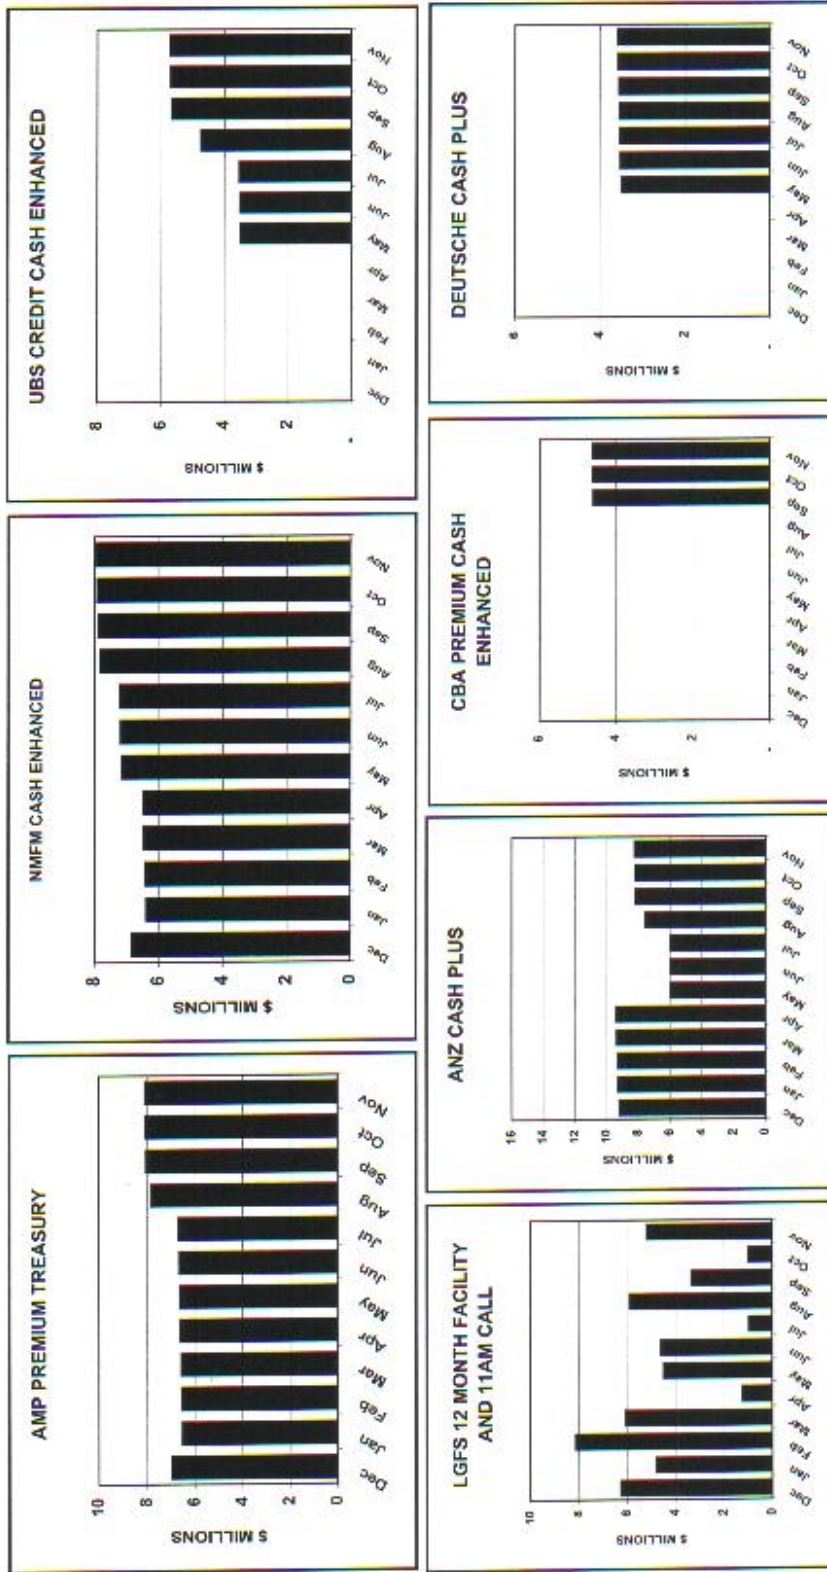 AMP PREMIUM TREASURY
10
8
6
4
2
0
$ MILLIONS
Dec Jan Feb Mar Apr May Jun Jul Aug Sep Oct Nov
NMFM CASH ENHANCED
8
6
4
2
0
$ MILLIONS
Dec Jan Feb Mar Apr May Jun Jul Aug Sep Oct Nov
UBS CREDIT CASH ENHANCED
8
6
4
2
-
$ MILLIONS
Dec Jan Feb Mar Apr May Jun Jul Aug Sep Oct Nov
LGFS 12 MONTH FACILITY
AND 11AM CALL
10
8
6
4
2
0
$ MILLIONS
Dec Jan Feb Mar Apr May Jun Jul Aug Sep Oct Nov
ANZ CASH PLUS
16
14
12
10
8
6
4
2
0
$ MILLIONS
Dec Jan Feb Mar Apr May Jun Jul Aug Sep Oct Nov
CBA PREMIUM CASH
ENHANCED
6
4
2
-
$ MILLIONS
Dec Jan Feb Mar Apr May Jun Jul Aug Sep Oct Nov
DEUTSCHE CASH PLUS
6
4
2
-
$ MILLIONS
Dec Jan Feb Mar Apr May Jun Jul Aug Sep Oct Nov